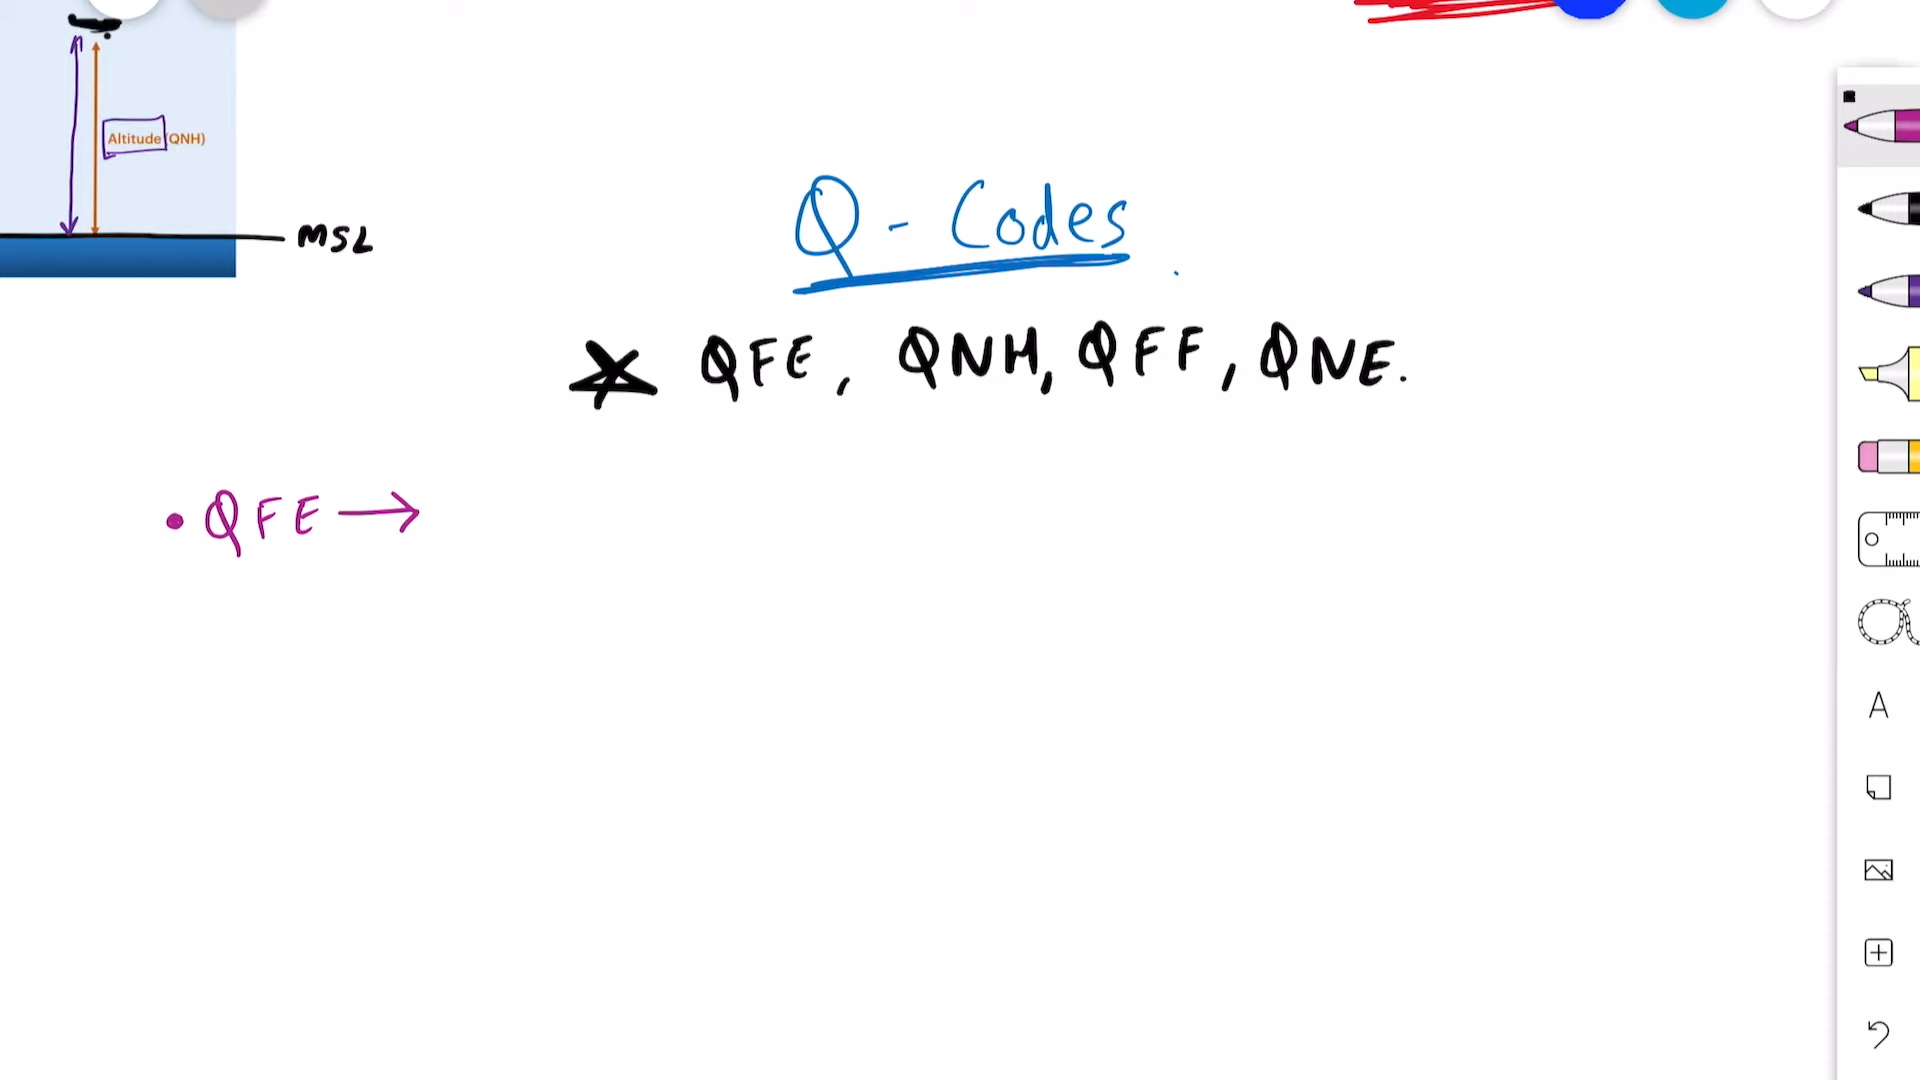 Altitude (QNH)
MSL
Q - Codes
QFE, QNH, QFF, QNE.
• QFE →
A